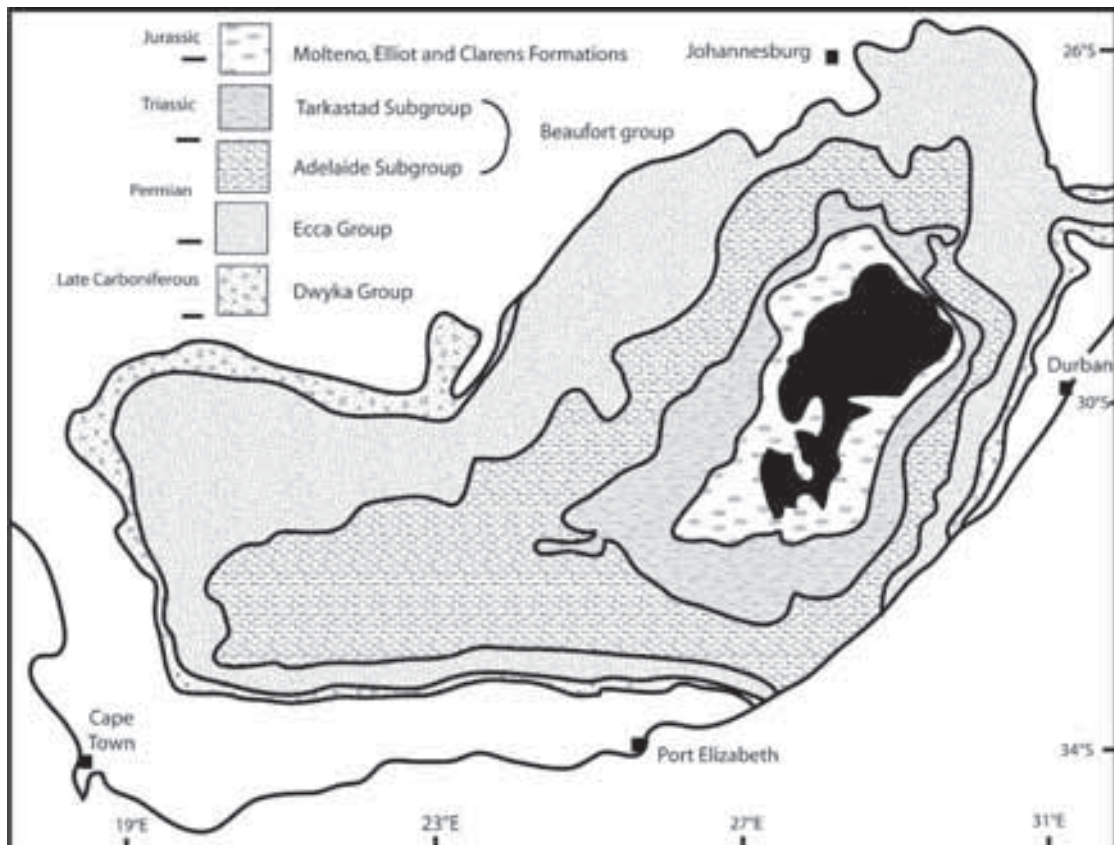 Jurassic
Molteno, Elliot and Clarens Formations
Triassic
Tarkastad Subgroup
Beaufort group
Adelaide Subgroup
Permian
Ecca Group
Late Carboniferous
Dwyka Group
Johannesburg
26°S
Durban
30°S
Cape
Town
Port Elizabeth
34°S
19°E
23°E
27°E
31°E